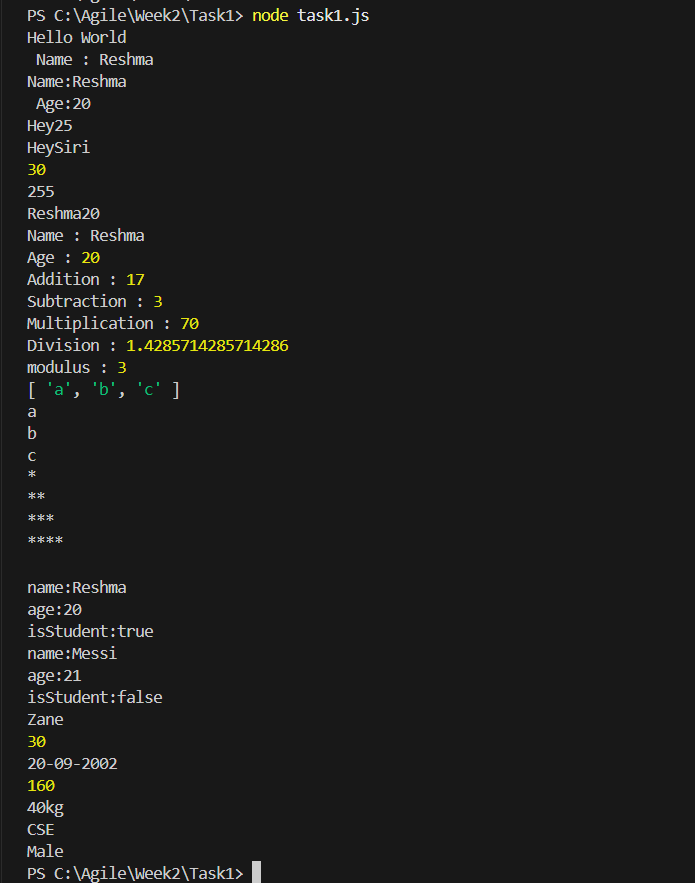 PS C:\Agile\Week2\Task1> node task1.js
Hello World
 Name : Reshma
Name:Reshma
 Age:20
Hey25
HeySiri
30
255
Reshma20
Name : Reshma
Age : 20
Addition : 17
Subtraction : 3
Multiplication : 70
Division : 1.4285714285714286
modulus : 3
[ 'a', 'b', 'c' ]
a
b
c
*
**
***
****

name:Reshma
age:20
isStudent:true
name:Messi
age:21
isStudent:false
Zane
30
20-09-2002
160
40kg
CSE
Male
PS C:\Agile\Week2\Task1>